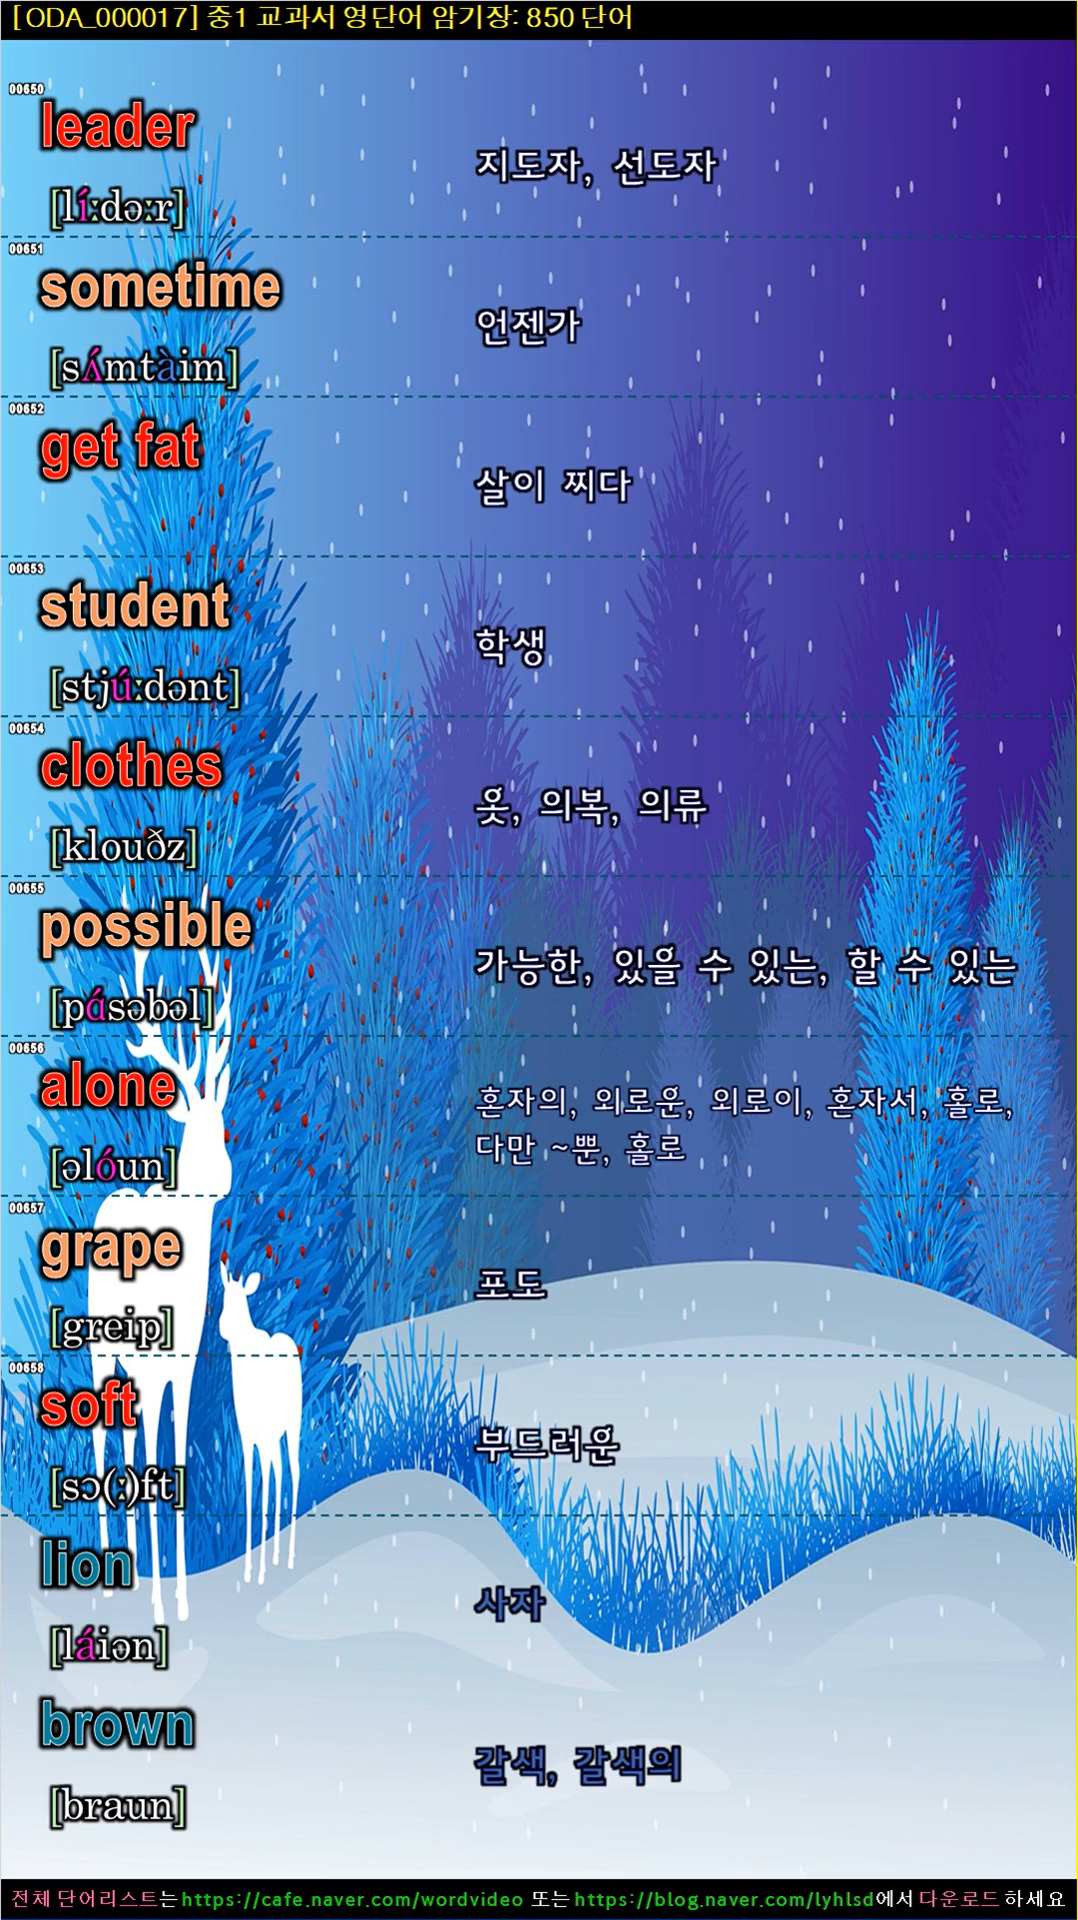 [ODA_000017] 중1 교과서 영단어 암기장: 850 단어
00650
leader
지도자, 선도자
[líːdəːr]
00651
sometime
언젠가
[sʌ́mtàim]
00652
get fat
살이 찌다
00653
student
학생
[stjúːdənt]
00654
clothes
옷, 의복, 의류
[klouðz]
00655
possible
가능한, 있을 수 있는, 할 수 있는
[pɑ́səbəl]
00656
alone
혼자의, 외로운, 외로이, 혼자서, 홀로,
다만 ~뿐, 홀로
[əlóun]
00657
grape
포도
[greip]
00658
soft
부드러운
[sɔ(ː)ft]
lion
사자
[láiən]
brown
갈색, 갈색의
[braun]
전체 단어리스트는 https://cafe.naver.com/wordvideo 또는 https://blog.naver.com/lyhlsd에서 다운로드 하세요